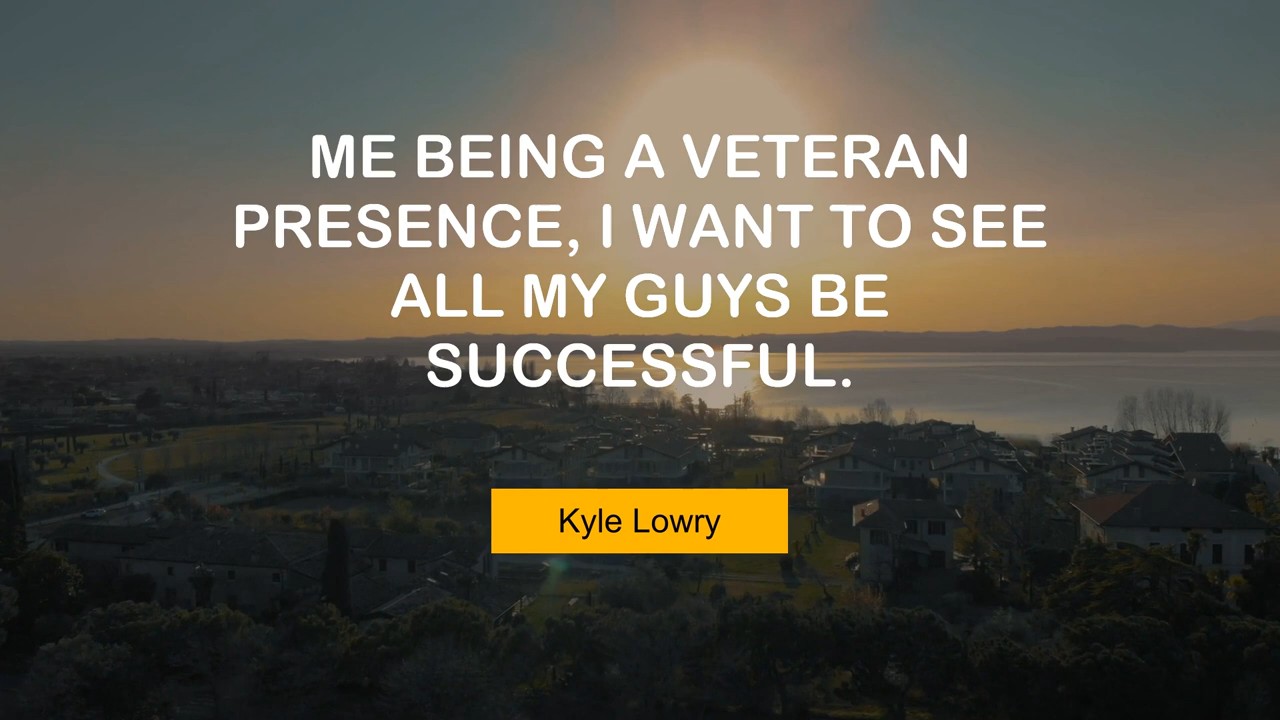 ME BEING A VETERAN
PRESENCE, I WANT TO SEE
ALL MY GUYS BE
SUCCESSFUL.
Kyle Lowry